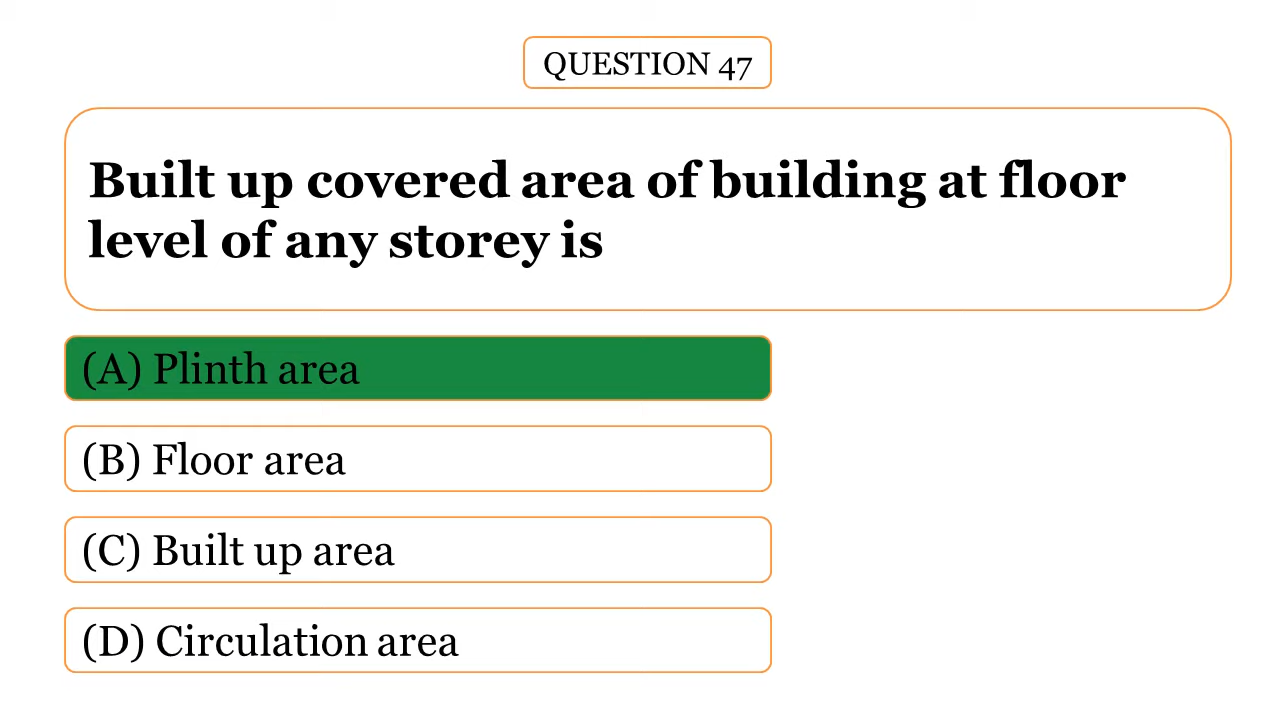 QUESTION 47
Built up covered area of building at floor
level of any storey is
(A) Plinth area
(B) Floor area
(C) Built up area
(D) Circulation area